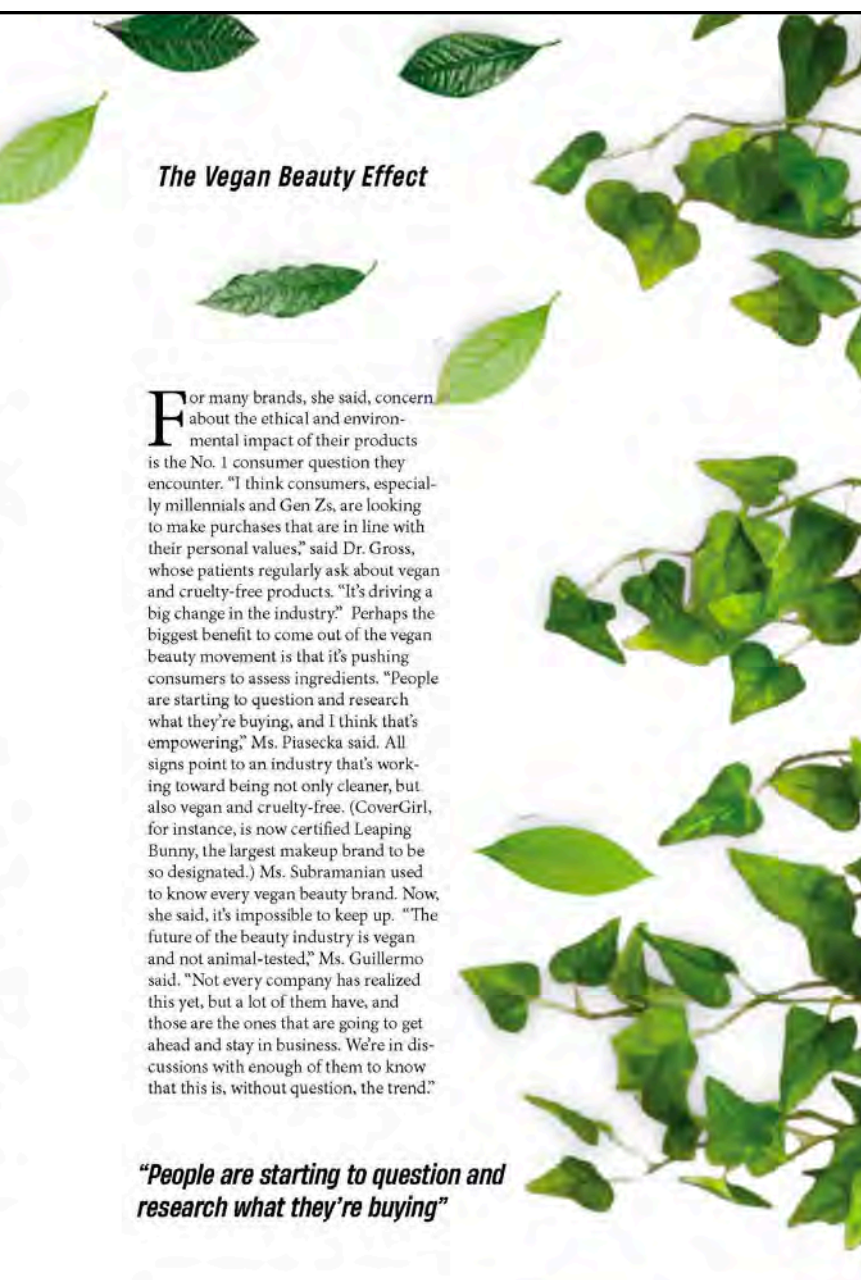 The Vegan Beauty Effect
For many brands, she said, concern
about the ethical and environ-
mental impact of their products
is the No. 1 consumer question they
encounter. “I think consumers, especial-
ly millennials and Gen Zs, are looking
to make purchases that are in line with
their personal values,” said Dr. Gross,
whose patients regularly ask about vegan
and cruelty-free products. “It’s driving a
big change in the industry.” Perhaps the
biggest benefit to come out of the vegan
beauty movement is that it’s pushing
consumers to assess ingredients. “People
are starting to question and research
what they’re buying, and I think that’s
empowering,” Ms. Piasecka said. All
signs point to an industry that’s work-
ing toward being not only cleaner, but
also vegan and cruelty-free. (CoverGirl,
for instance, is now certified Leaping
Bunny, the largest makeup brand to be
so designated.) Ms. Subramanian used
to know every vegan beauty brand. Now,
she said, it’s impossible to keep up. “The
future of the beauty industry is vegan
and not animal-tested,” Ms. Guillermo
said. “Not every company has realized
this yet, but a lot of them have, and
those are the ones that are going to get
ahead and stay in business. We’re in dis-
cussions with enough of them to know
that this is, without question, the trend.”
“People are starting to question and
research what they’re buying”